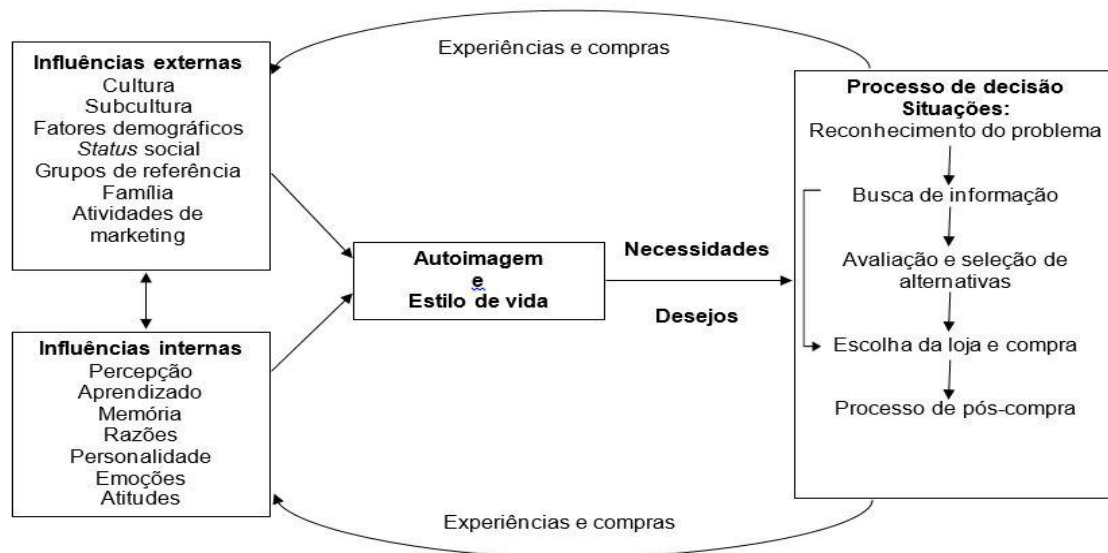 Experiências e compras
Influências externas
Cultura
Subcultura
Fatores demográficos
Status social
Grupos de referência
Família
Atividades de
marketing
Influências internas
Percepção
Aprendizado
Memória
Razões
Personalidade
Emoções
Atitudes
Autoimagem
e
Estilo de vida
Necessidades
Desejos
Processo de decisão
Situações:
Reconhecimento do problema
Busca de informação
Avaliação e seleção de
alternativas
Escolha da loja e compra
Processo de pós-compra
Experiências e compras